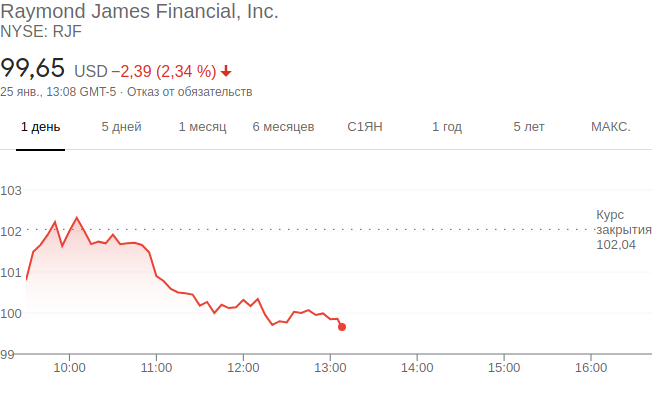 Raymond James Financial, Inc.
NYSE: RJF
99,65 USD −2,39 (2,34 %)
25 янв., 13:08 GMT-5 · Отказ от обязательств
1 день 5 дней 1 месяц 6 месяцев С1ЯН 1 год 5 лет МАКС.
103
Курс
102 закрытия
102,04
101
100
99
10:00 11:00 12:00 13:00 14:00 15:00 16:00